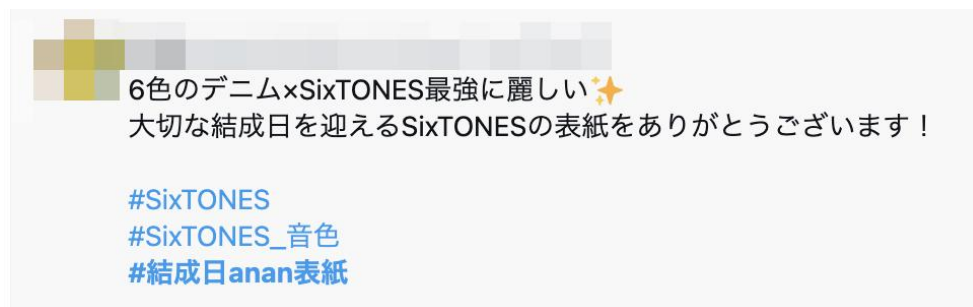 6色のデニム×SixTONES最強に麗しい✨
大切な結成日を迎えるSixTONESの表紙をありがとうございます！
#SixTONES
#SixTONES_音色
#結成日anan表紙